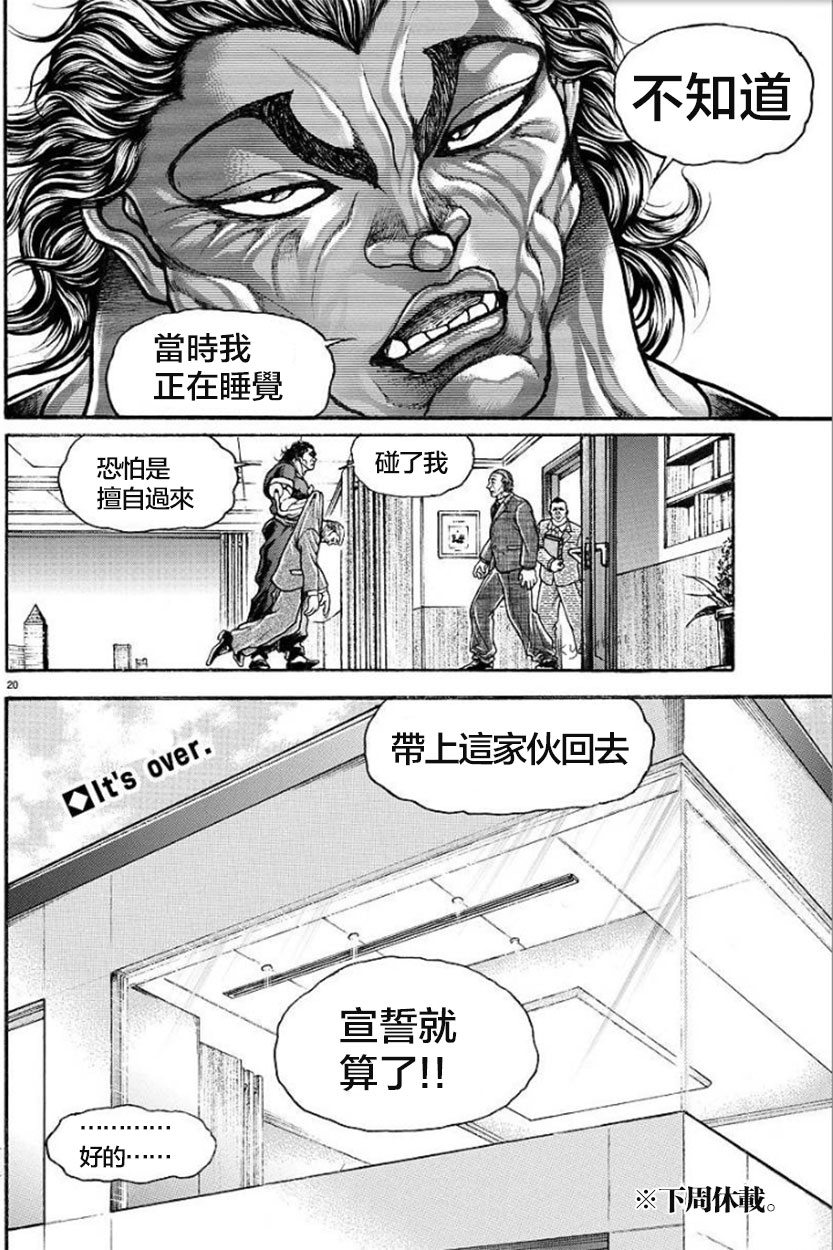 不知道
當時我
正在睡覺
碰了我
恐怕是
擅自過來
20
帶上這家伙回去
◆It's over.
宣誓就
算了!!
…………
好的……
※下周休載。